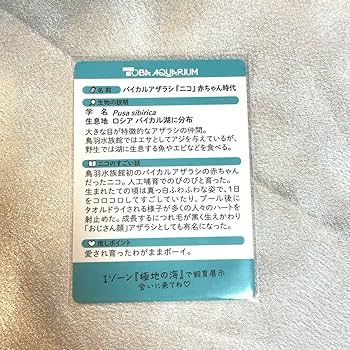 TOBA AQUARIUM
名 前 バイカルアザラシ「ニコ」赤ちゃん時代
生物の説明
学 名 Pusa sibirica
生息地 ロシア バイカル湖に分布
大きな目が特徴的なアザラシの仲間。
鳥羽水族館ではエサとしてアジを与えているが、
野生では湖に生息する魚やエビなどを食べる。
ニコのすごい話
鳥羽水族館初のバイカルアザラシの赤ちゃん
だったニコ。人工哺育でのびのびと育った。
生まれたての頃は真っ白ふわふわな姿で、1日
をコロコロして すごしていたり、プール後に
タオルドライされる様子が多くの人々のハートを
射止めた。成長するにつれ毛が黒く生えかわり
「おじさん顔」アザラシとしても有名になった。
推しポイント
愛され育ったわがままボーイ。
Iゾーン『極地の海』で飼育展示
会いに来てね♡